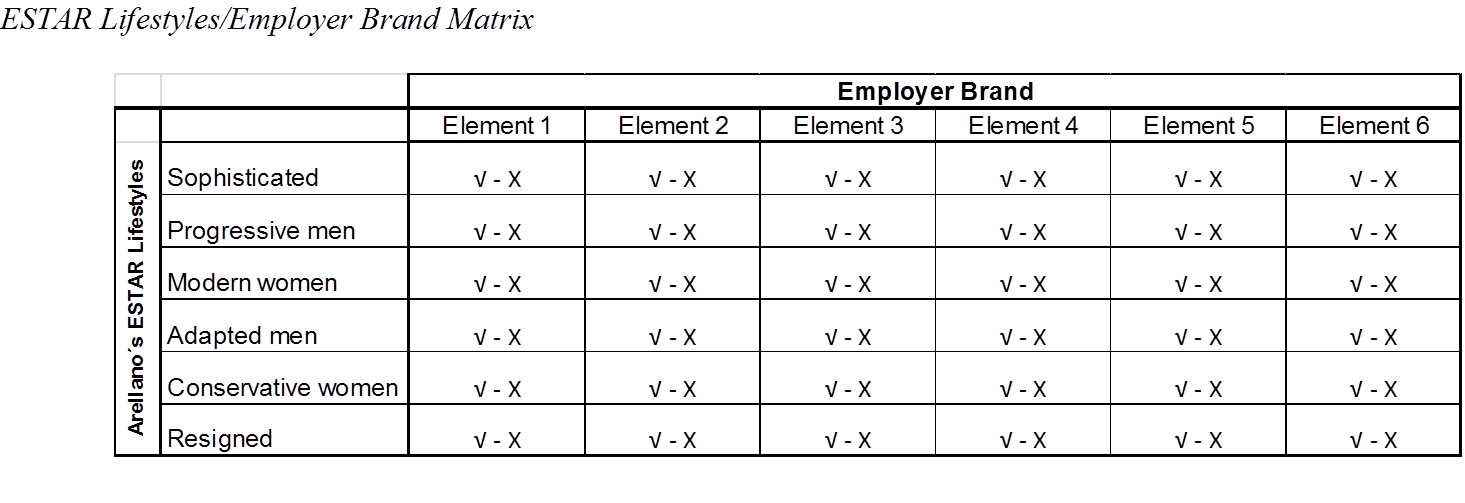 ESTAR Lifestyles/Employer Brand Matrix
Employer Brand
Element 1 Element 2 Element 3 Element 4 Element 5 Element 6
Arellano´s ESTAR Lifestyles
Sophisticated √ - X √ - X √ - X √ - X √ - X √ - X
Progressive men √ - X √ - X √ - X √ - X √ - X √ - X
Modern women √ - X √ - X √ - X √ - X √ - X √ - X
Adapted men √ - X √ - X √ - X √ - X √ - X √ - X
Conservative women √ - X √ - X √ - X √ - X √ - X √ - X
Resigned √ - X √ - X √ - X √ - X √ - X √ - X